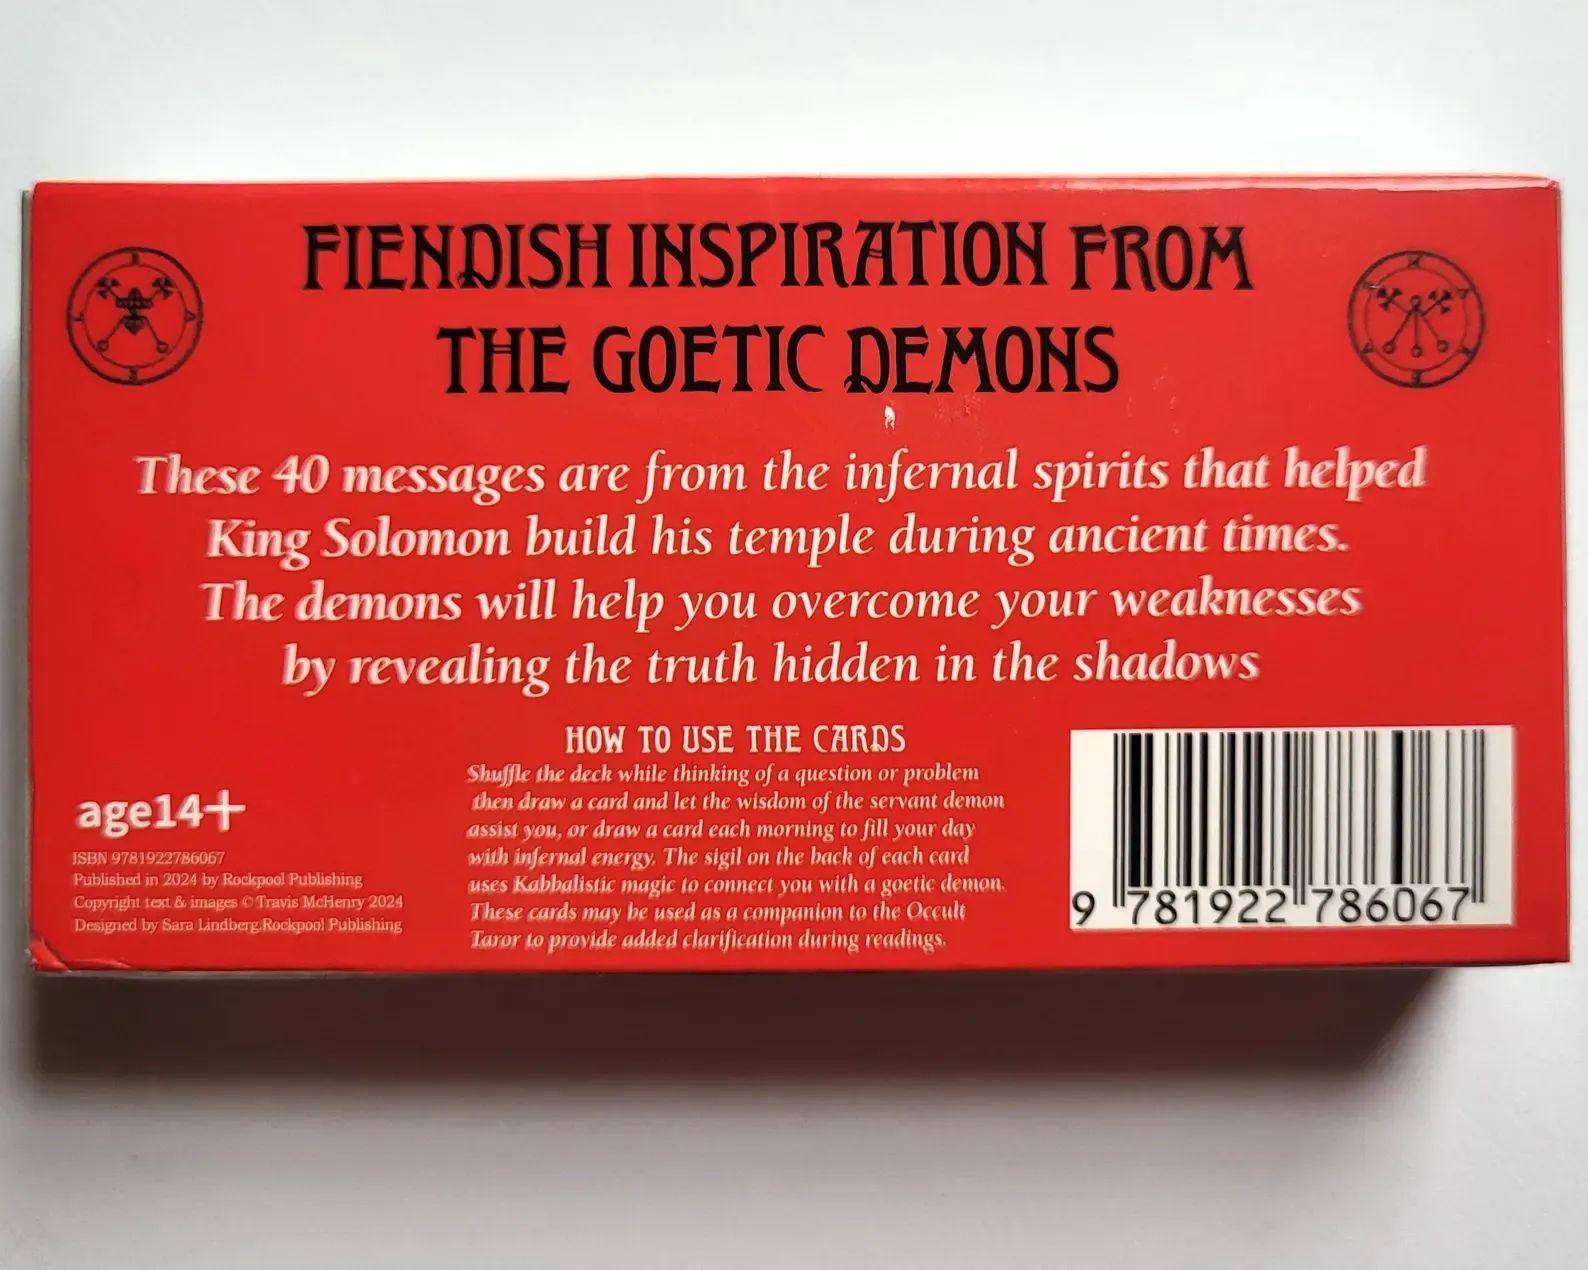 FIENDISH INSPIRATION FROM
THE GOETIC DEMONS
These 40 messages are from the infernal spirits that helped
King Solomon build his temple during ancient times.
The demons will help you overcome your weaknesses
by revealing the truth hidden in the shadows
HOW TO USE THE CARDS
Shuffle the deck while thinking of a question or problem
then draw a card and let the wisdom of the servant demon
assist you, or draw a card each morning to fill your day
with infernal energy. The sigil on the back of each card
uses Kabbalistic magic to connect you with a goetic demon.
These cards may be used as a companion to the Occult
Taror to provide added clarification during readings.
age14+
ISBN 9781922786067
Published in 2024 by Rockpool Publishing
Copyright text & images © Travis McHenry 2024
Designed by Sara Lindberg,Rockpool Publishing
9 781922 786067